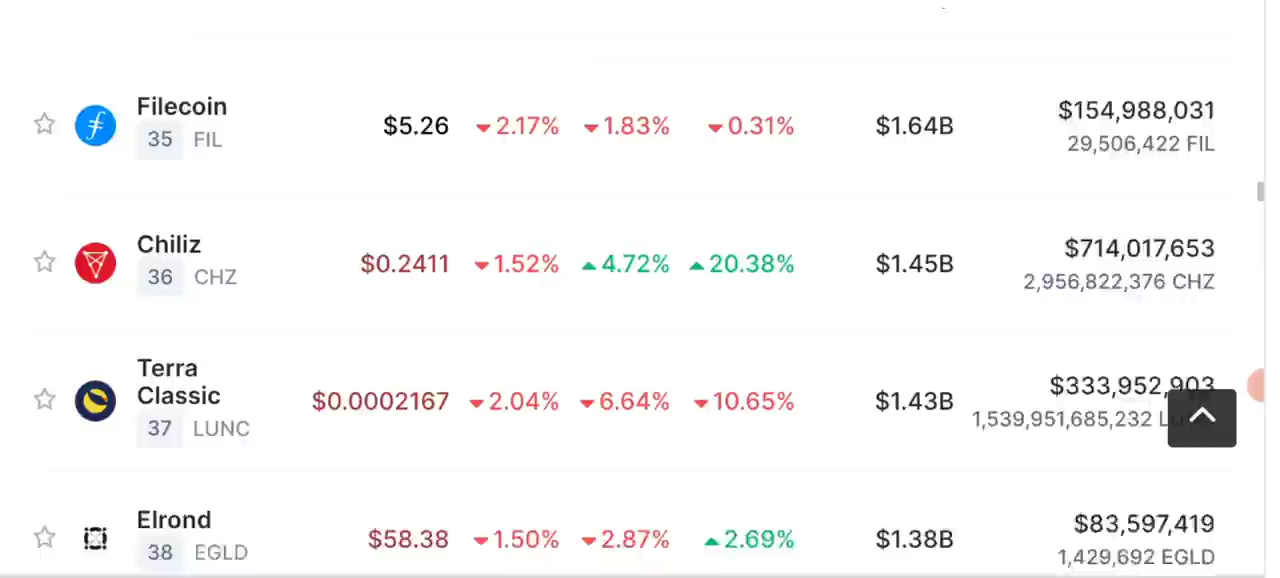 Filecoin
35 FIL
$5.26 2.17% 1.83% 0.31% $1.64B
$154,988,031
29,506,422 FIL
Chiliz
36 CHZ
$0.2411 1.52% 4.72% 20.38% $1.45B
$714,017,653
2,956,822,376 CHZ
Terra
Classic
37 LUNC
$0.0002167 2.04% 6.64% 10.65% $1.43B
$333,952,903
1,539,951,685,232
Elrond
38 EGLD
$58.38 1.50% 2.87% 2.69% $1.38B
$83,597,419
1,429,692 EGLD